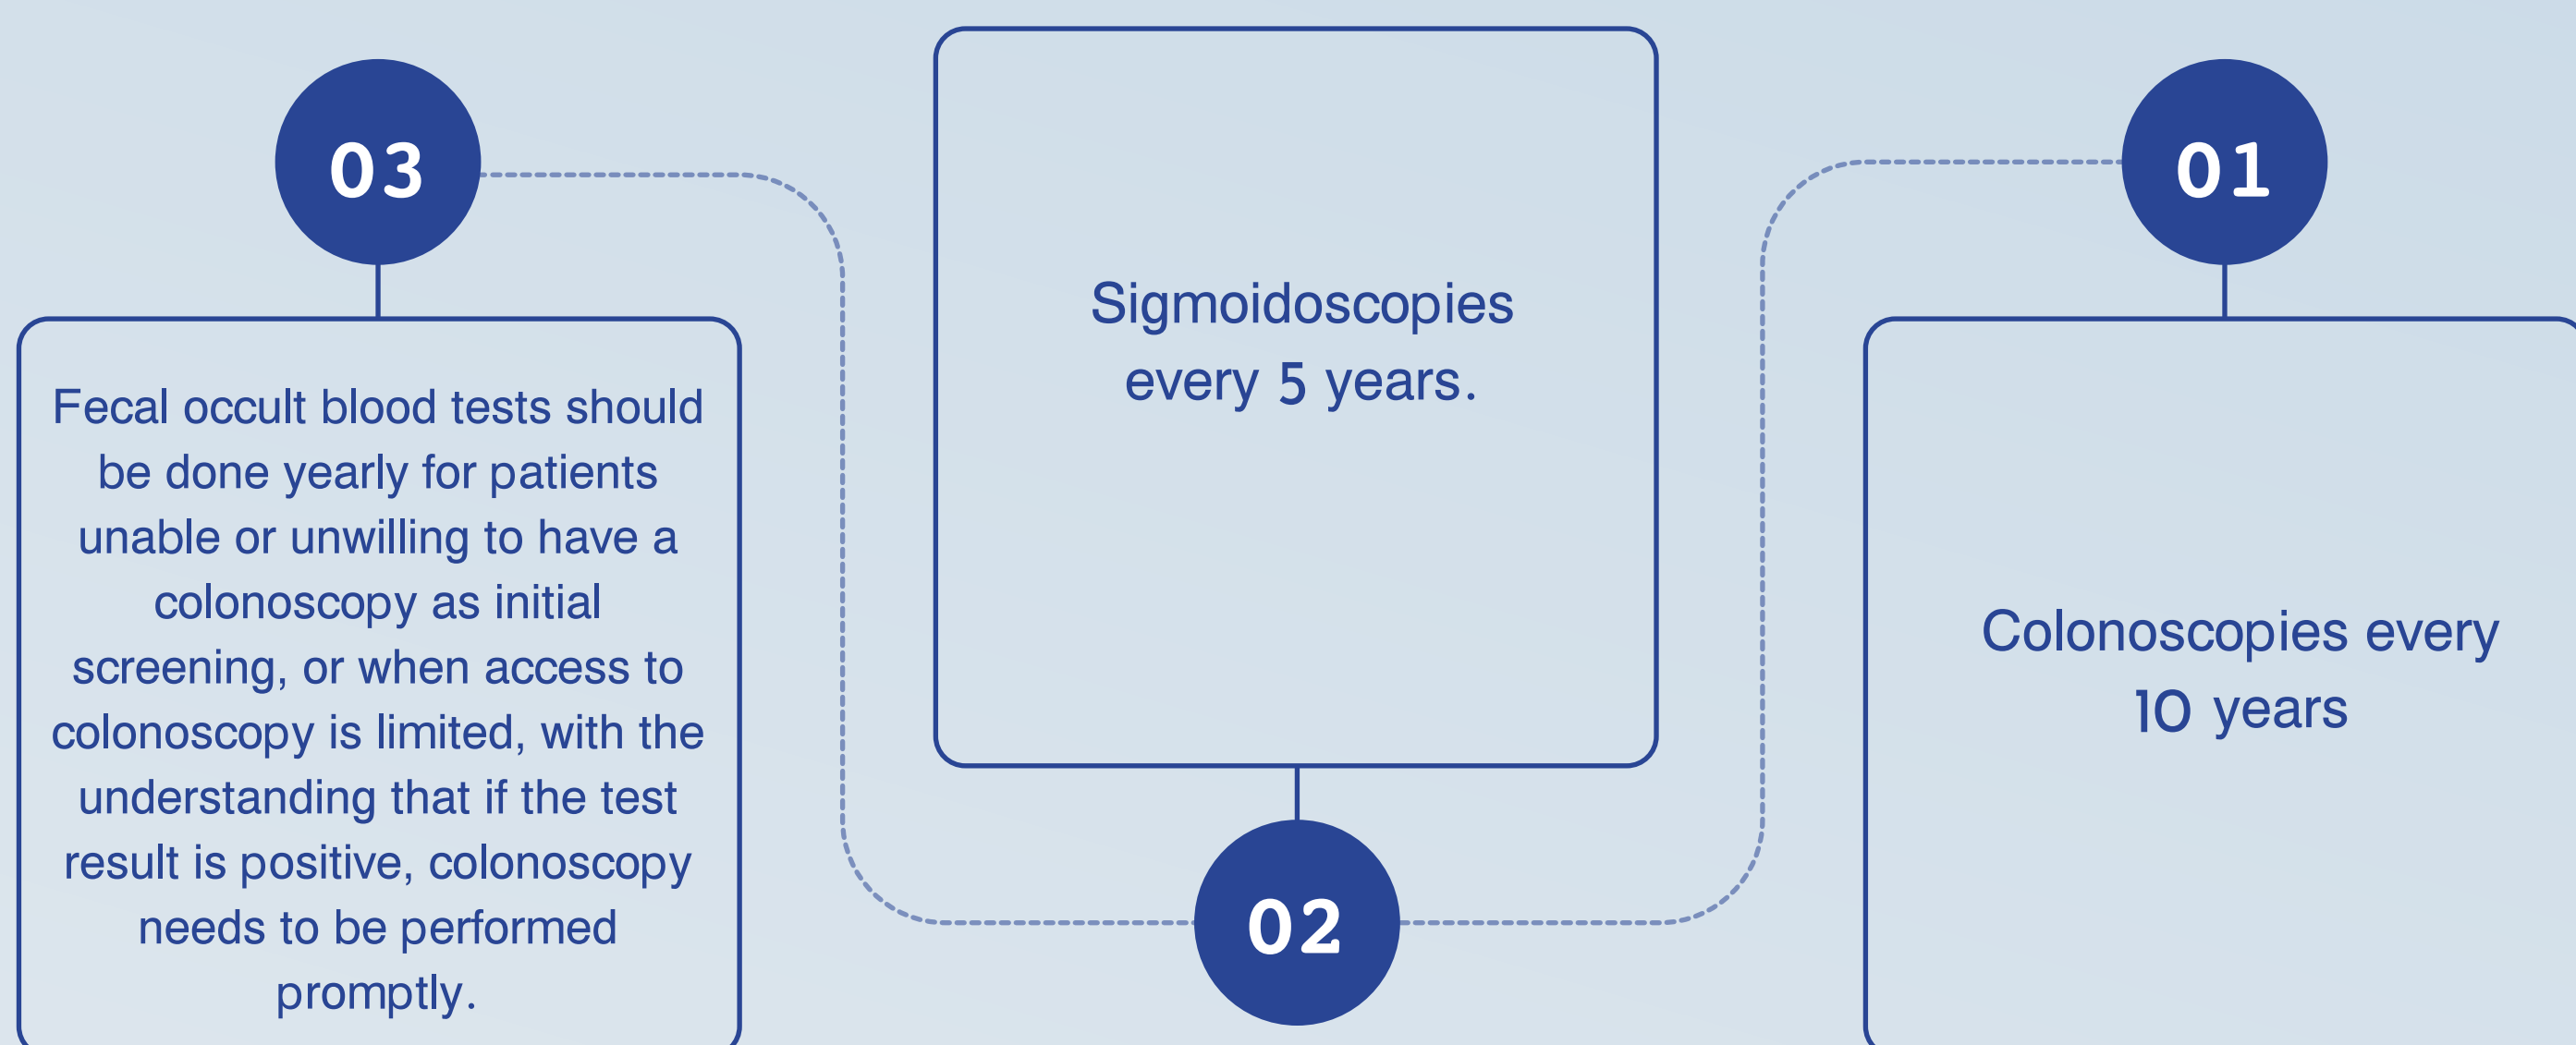 01
Colonoscopies every
10 years
02
Sigmoidoscopies
every 5 years.
03
Fecal occult blood tests should
be done yearly for patients
unable or unwilling to have a
colonoscopy as initial
screening, or when access to
colonoscopy is limited, with the
understanding that if the test
result is positive, colonoscopy
needs to be performed
promptly.